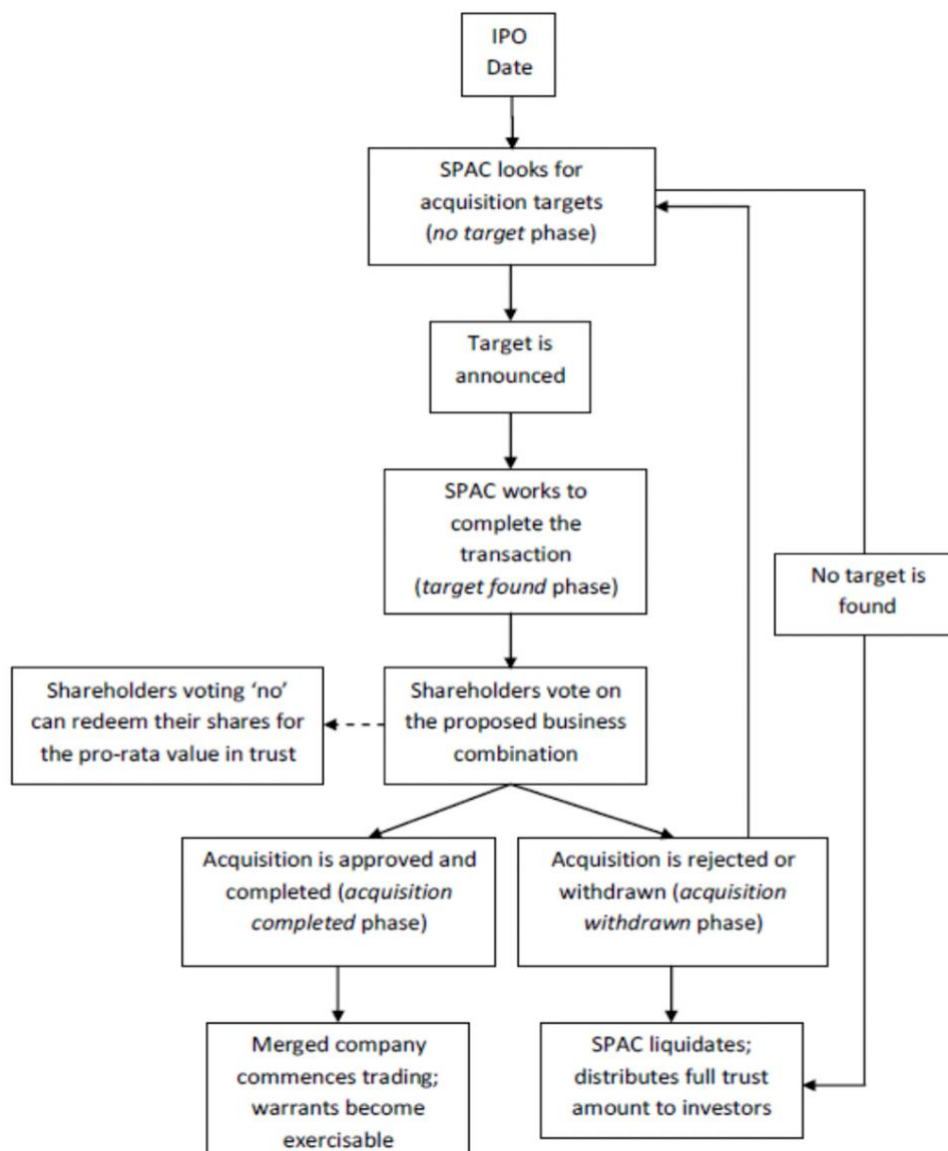 IPO
Date
SPAC looks for
acquisition targets
(no target phase)
Target is
announced
SPAC works to
complete the
transaction
(target found phase)
No target is
found
Shareholders voting ‘no’
can redeem their shares for
the pro-rata value in trust
Shareholders vote on
the proposed business
combination
Acquisition is approved and
completed (acquisition
completed phase)
Acquisition is rejected or
withdrawn (acquisition
withdrawn phase)
Merged company
commences trading;
warrants become
exercisable
SPAC liquidates;
distributes full trust
amount to investors